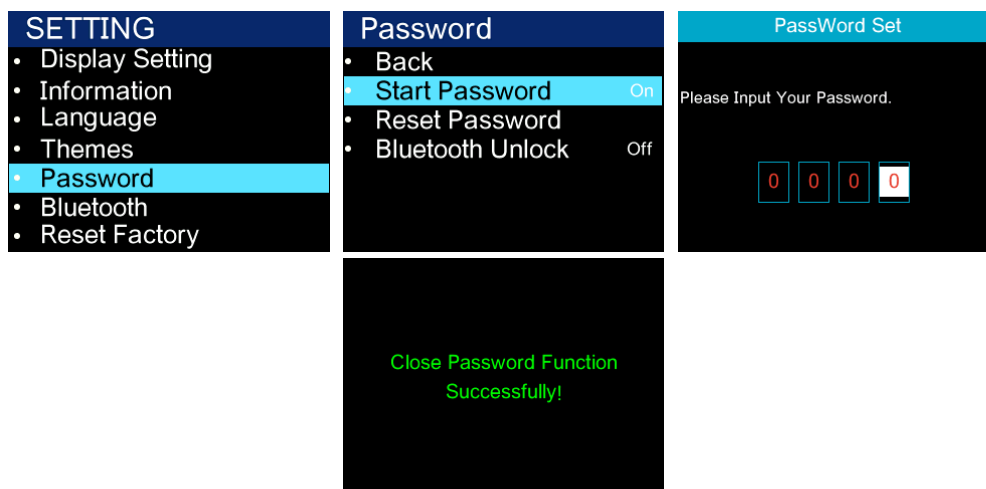 SETTING
• Display Setting
• Information
• Language
• Themes
• Password
• Bluetooth
• Reset Factory
Password
• Back
• Start Password On
• Reset Password
• Bluetooth Unlock Off
PassWord Set
Please Input Your Password.
0 0 0 0
Close Password Function
Successfully!